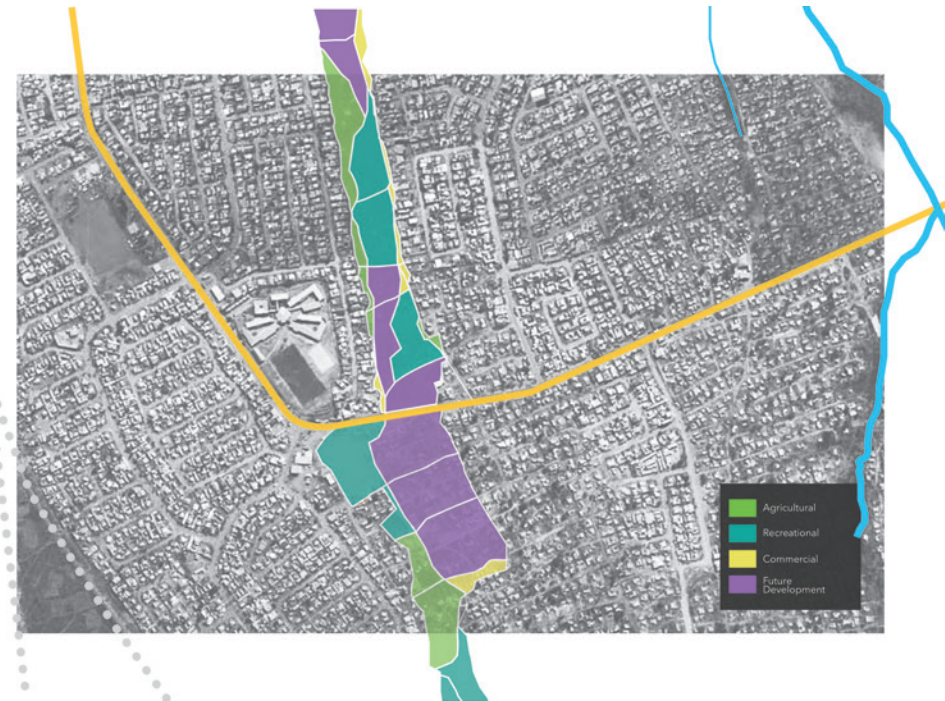 Agricultural
Recreational
Commercial
Future
Development